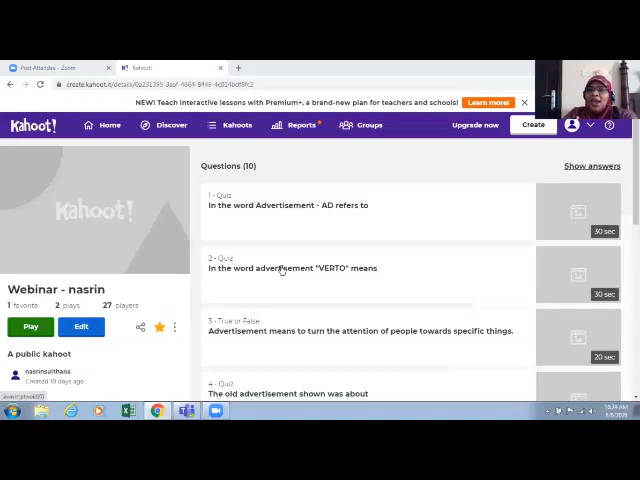 Post Attendee - Zoom
Kahoot!
create.kahoot.it/details/
NEW! Teach interactive lessons with Premium+, a brand-new plan for teachers and schools!
Learn more!
Kahoot!
Home
Discover
Kahoots
Reports
Groups
Upgrade now
Create
Kahoot!
Questions (10)
Show answers
1 - Quiz
In the word Advertisement - AD refers to
30 sec
2 - Quiz
In the word advertisement "VERTO" means
30 sec
3 - True or False
Advertisement means to turn the attention of people towards specific things.
20 sec
4 - Quiz
The old advertisement shown was about
Webinar - nasrin
1 favorite 2 plays 27 players
Play
Edit
A public kahoot
nasrinsulthana
Created 10 days ago
javascript:void(0)